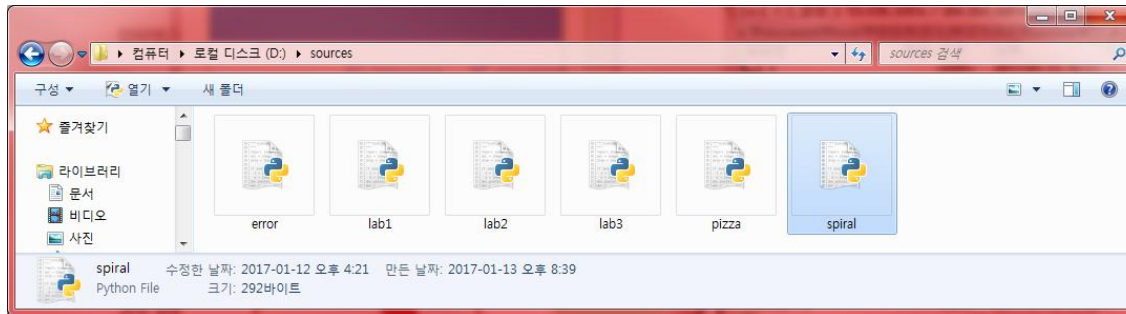 컴퓨터 ▸ 로컬 디스크 (D:) ▸ sources
sources 검색
구성 열기 새 폴더
즐겨찾기
라이브러리
문서
비디오
사진
error lab1 lab2 lab3 pizza spiral
spiral 수정한 날짜: 2017-01-12 오후 4:21 만든 날짜: 2017-01-13 오후 8:39
Python File 크기: 292바이트